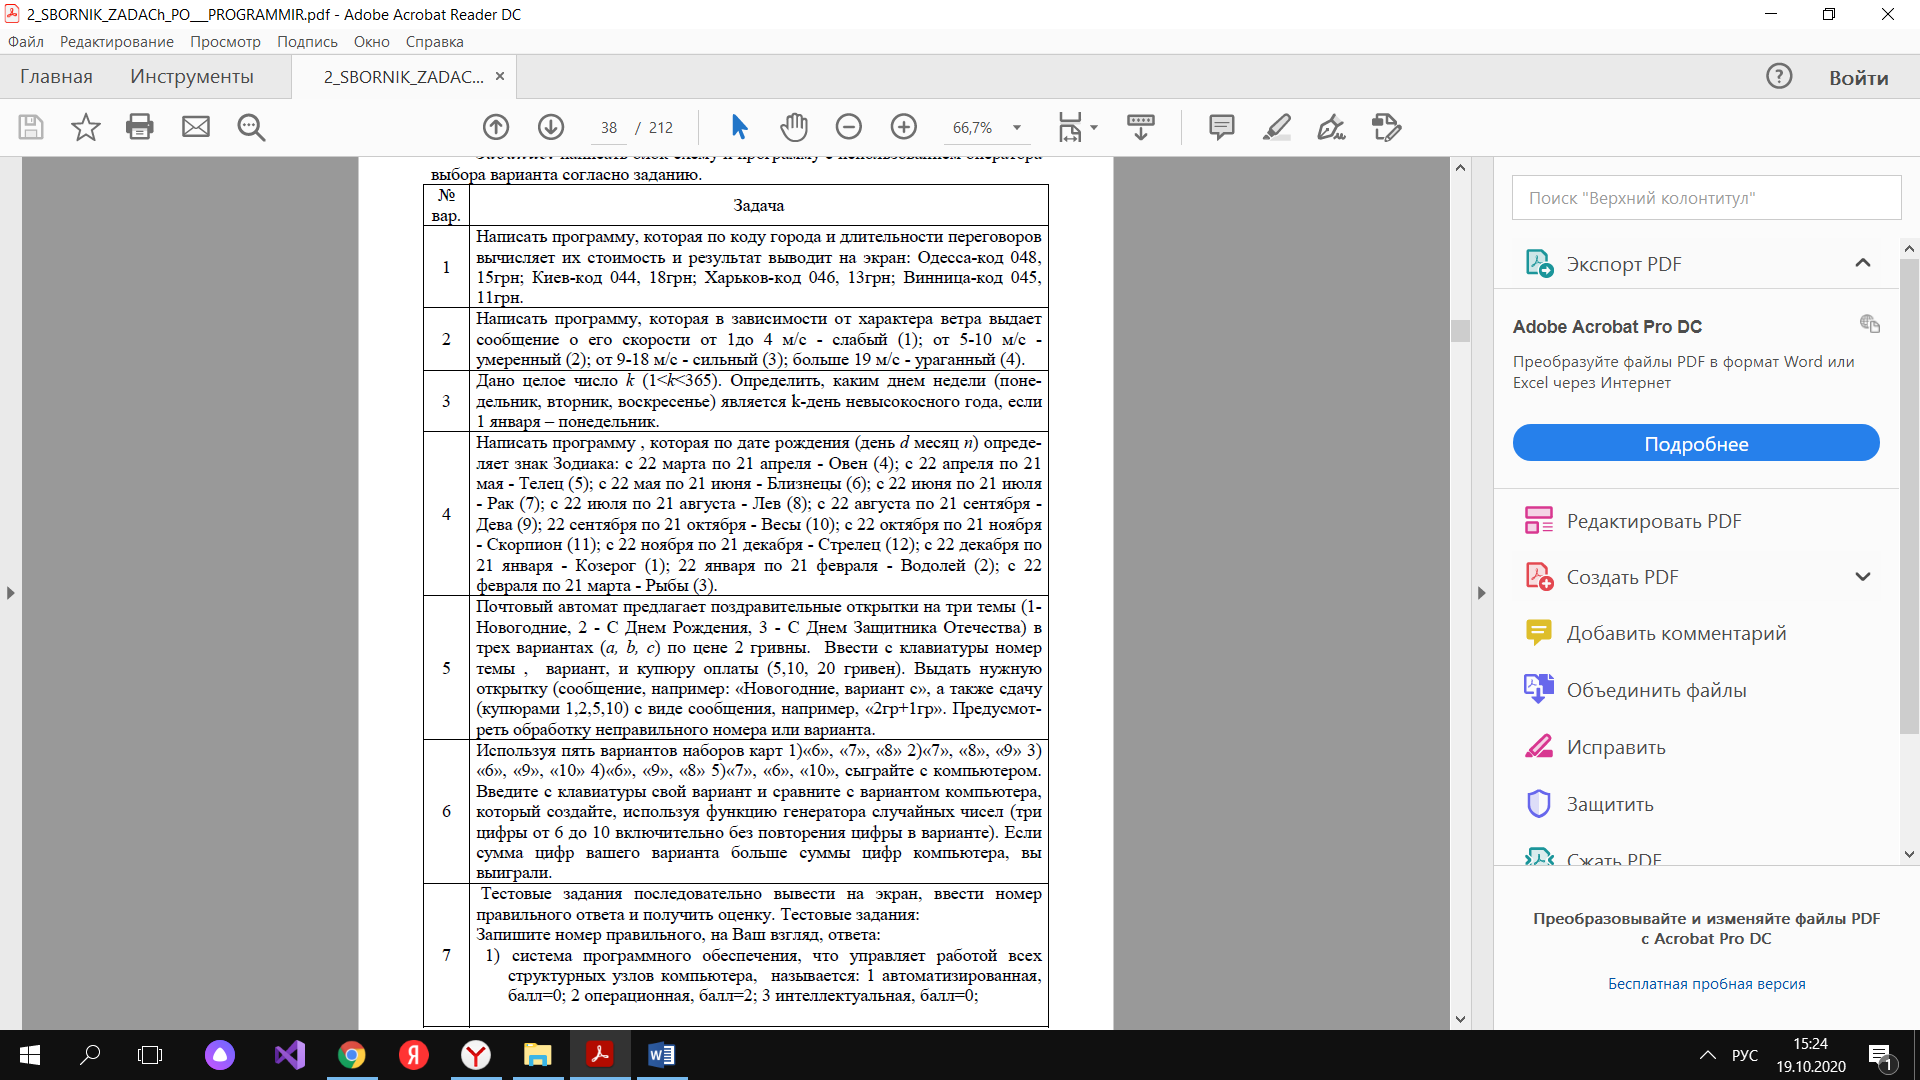 2_SBORNIK_ZADACh_PO___PROGRAMMIR.pdf - Adobe Acrobat Reader DC
Файл Редактирование Просмотр Подпись Окно Справка
Главная Инструменты 2_SBORNIK_ZADAC... Войти
38 / 212 66,7%
выбора варианта согласно заданию.
№ вар. Задача
1
Написать программу, которая по коду города и длительности переговоров
вычисляет их стоимость и результат выводит на экран: Одесса-код 048,
15грн; Киев-код 044, 18грн; Харьков-код 046, 13грн; Винница-код 045,
11грн.
2
Написать программу, которая в зависимости от характера ветра выдает
сообщение о его скорости от 1до 4 м/с - слабый (1); от 5-10 м/с -
умеренный (2); от 9-18 м/с - сильный (3); больше 19 м/с - ураганный (4).
3
Дано целое число k (1<k<365). Определить, каким днем недели (поне-
дельник, вторник, воскресенье) является k-день невысокосного года, если
1 января – понедельник.
4
Написать программу , которая по дате рождения (день d месяц n) опреде-
ляет знак Зодиака: с 22 марта по 21 апреля - Овен (4); с 22 апреля по 21
мая - Телец (5); с 22 мая по 21 июня - Близнецы (6); с 22 июня по 21 июля
- Рак (7); с 22 июля по 21 августа - Лев (8); с 22 августа по 21 сентября -
Дева (9); 22 сентября по 21 октября - Весы (10); с 22 октября по 21 ноября
- Скорпион (11); с 22 ноября по 21 декабря - Стрелец (12); с 22 декабря по
21 января - Козерог (1); 22 января по 21 февраля - Водолей (2); с 22
февраля по 21 марта - Рыбы (3).
5
Почтовый автомат предлагает поздравительные открытки на три темы (1-
Новогодние, 2 - С Днем Рождения, 3 - С Днем Защитника Отечества) в
трех вариантах (a, b, c) по цене 2 гривны. Ввести с клавиатуры номер
темы , вариант, и купюру оплаты (5,10, 20 гривен). Выдать нужную
открытку (сообщение, например: «Новогодние, вариант с», а также сдачу
(купюрами 1,2,5,10) с виде сообщения, например, «2гр+1гр». Предусмот-
реть обработку неправильного номера или варианта.
6
Используя пять вариантов наборов карт 1)«6», «7», «8» 2)«7», «8», «9» 3)
«6», «9», «10» 4)«6», «9», «8» 5)«7», «6», «10», сыграйте с компьютером.
Введите с клавиатуры свой вариант и сравните с вариантом компьютера,
который создайте, используя функцию генератора случайных чисел (три
цифры от 6 до 10 включительно без повторения цифры в варианте). Если
сумма цифр вашего варианта больше суммы цифр компьютера, вы
выиграли.
7
Тестовые задания последовательно вывести на экран, ввести номер
правильного ответа и получить оценку. Тестовые задания:
Запишите номер правильного, на Ваш взгляд, ответа:
1) система программного обеспечения, что управляет работой всех
структурных узлов компьютера, называется: 1 автоматизированная,
балл=0; 2 операционная, балл=2; 3 интеллектуальная, балл=0;
Поиск "Верхний колонтитул"
Экспорт PDF
Adobe Acrobat Pro DC
Преобразуйте файлы PDF в формат Word или
Excel через Интернет
Подробнее
Редактировать PDF
Создать PDF
Добавить комментарий
Объединить файлы
Исправить
Защитить
Сжать PDF
Преобразовывайте и изменяйте файлы PDF
с Acrobat Pro DC
Бесплатная пробная версия
РУС
15:24
19.10.2020
1